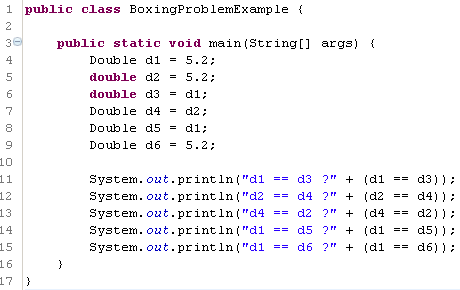 1 public class BoxingProblemExample {
2
3 public static void main(String[] args) {
4 Double d1 = 5.2;
5 double d2 = 5.2;
6 double d3 = d1;
7 Double d4 = d2;
8 Double d5 = d1;
9 Double d6 = 5.2;
10
11 System.out.println("d1 == d3 ?" + (d1 == d3));
12 System.out.println("d2 == d4 ?" + (d2 == d4));
13 System.out.println("d4 == d2 ?" + (d4 == d2));
14 System.out.println("d1 == d5 ?" + (d1 == d5));
15 System.out.println("d1 == d6 ?" + (d1 == d6));
16 }
17 }